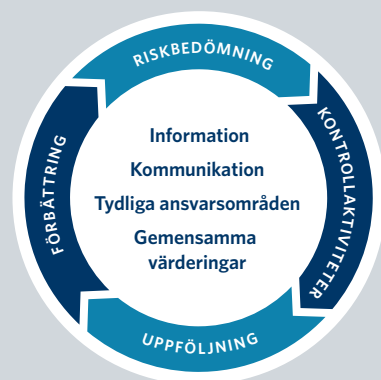 RISKBEDÖMNING
KONTROLLAKTIVITETER
UPPFÖLJNING
FÖRBÄTTRING
Information
Kommunikation
Tydliga ansvarsområden
Gemensamma
värderingar